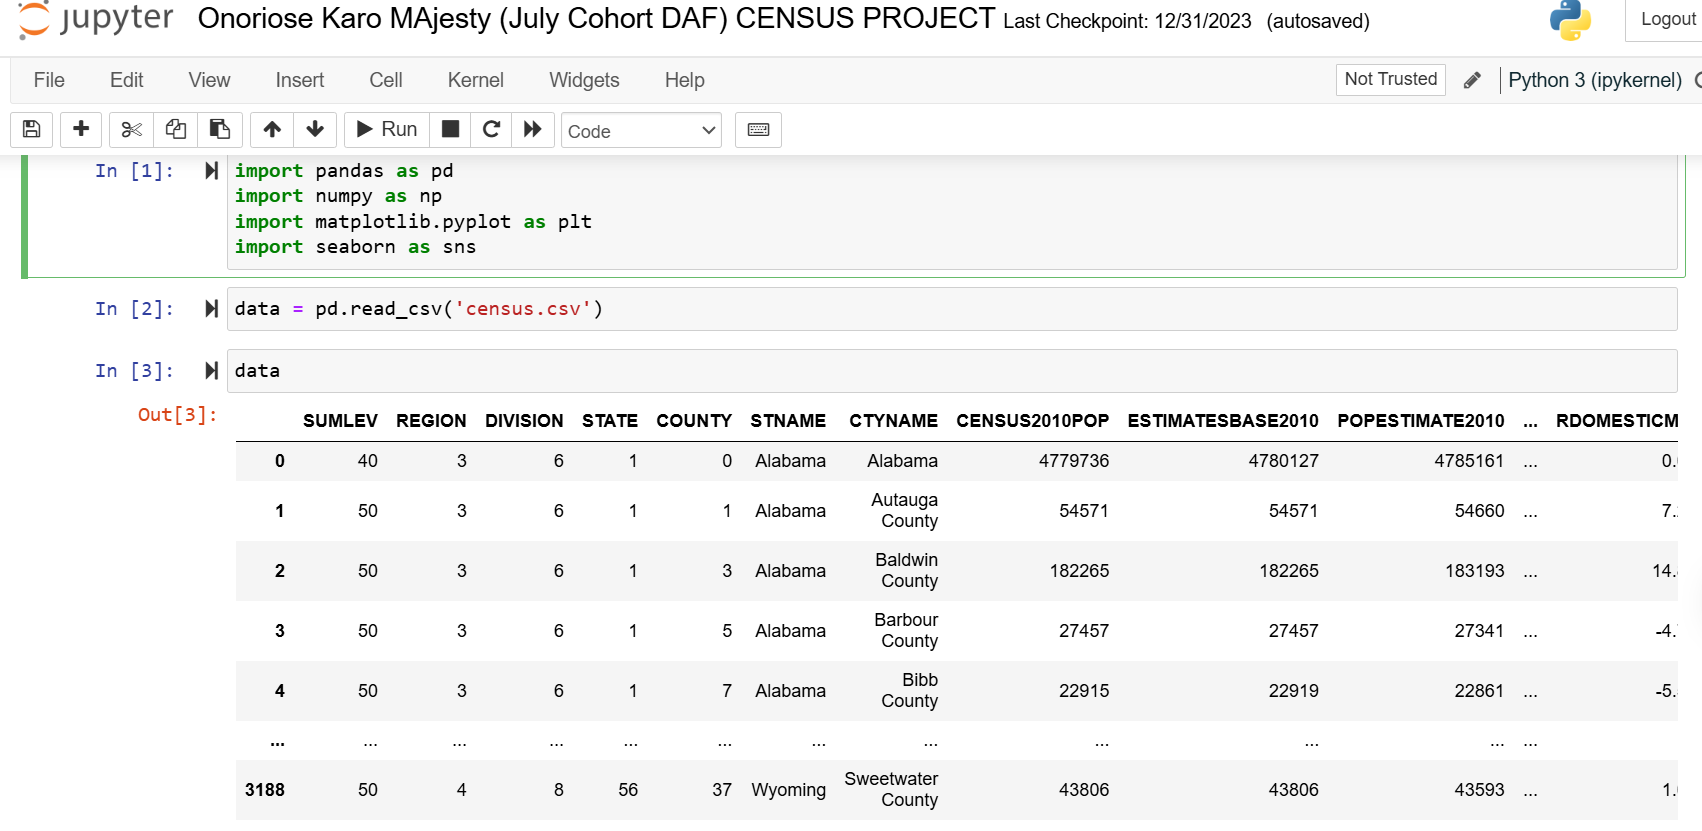 jupyter Onoriose Karo MAjesty (July Cohort DAF) CENSUS PROJECT Last Checkpoint: 12/31/2023 (autosaved) Logout
File Edit View Insert Cell Kernel Widgets Help Not Trusted Python 3 (ipykernel)
Run Code
In [1]: import pandas as pd
import numpy as np
import matplotlib.pyplot as plt
import seaborn as sns
In [2]: data = pd.read_csv('census.csv')
In [3]: data
Out[3]:
SUMLEV REGION DIVISION STATE COUNTY STNAME CTYNAME CENSUS2010POP ESTIMATESBASE2010 POPESTIMATE2010 ... RDOMESTICM
0 40 3 6 1 0 Alabama Alabama 4779736 4780127 4785161 ... 0.
1 50 3 6 1 1 Alabama Autauga County 54571 54571 54660 ... 7.
2 50 3 6 1 3 Alabama Baldwin County 182265 182265 183193 ... 14.
3 50 3 6 1 5 Alabama Barbour County 27457 27457 27341 ... -4.
4 50 3 6 1 7 Alabama Bibb County 22915 22919 22861 ... -5.
... ... ... ... ... ... ... ... ... ... ... ...
3188 50 4 8 56 37 Wyoming Sweetwater County 43806 43806 43593 ... 1.